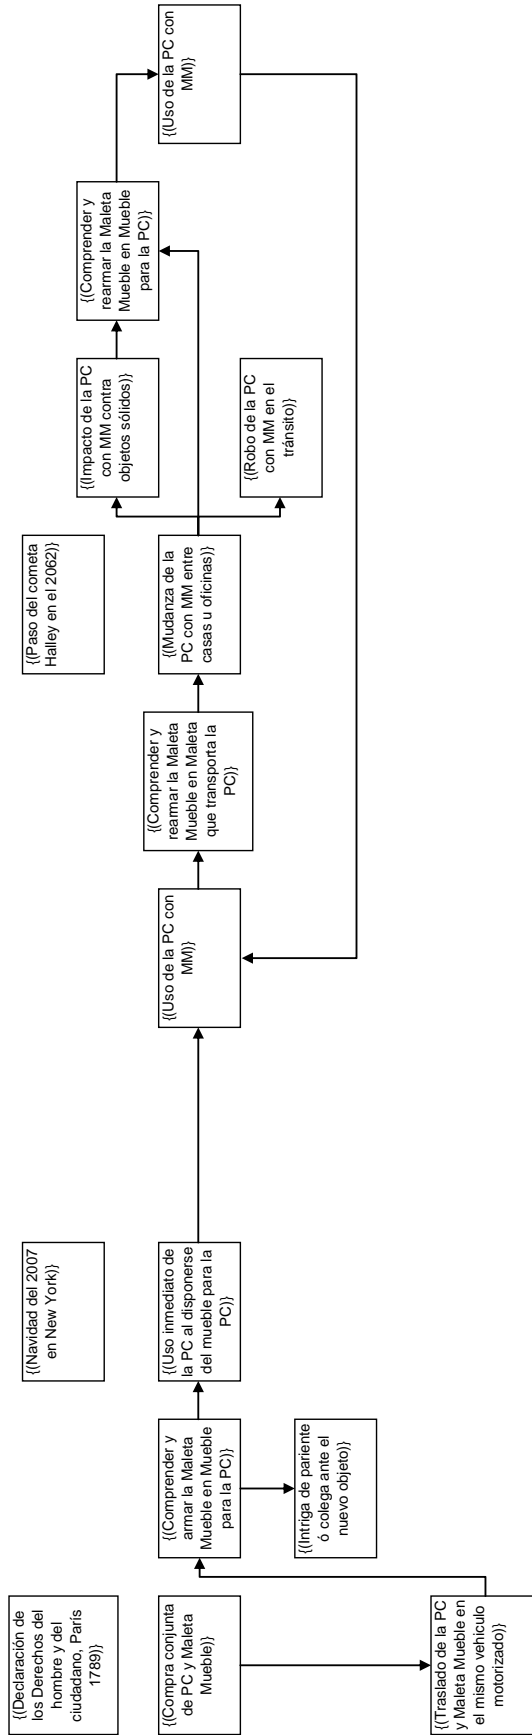 {(Declaración de
los Derechos del
hombre y del
ciudadano, París
1789)}
{(Navidad del 2007
en New York)}
{(Paso del cometa
Halley en el 2062)}
{(Compra conjunta
de PC y Maleta
Mueble)}
{(Comprender y
armar la Maleta
Mueble en Mueble
para la PC)}
{(Uso inmediato de
la PC al disponerse
del mueble para la
PC)}
{(Uso de la PC con
MM)}
{(Comprender y
rearmar la Maleta
Mueble en Maleta
que transporta la
PC)}
{(Mudanza de la
PC con MM entre
casas u oficinas)}
{(Impacto de la PC
con MM contra
objetos sólidos)}
{(Comprender y
rearmar la Maleta
Mueble en Mueble
para la PC)}
{(Uso de la PC con
MM)}
{(Robo de la PC
con MM en el
tránsito)}
{(Intriga de pariente
ó colega ante el
nuevo objeto)}
{(Traslado de la PC
y Maleta Mueble en
el mismo vehículo
motorizado)}